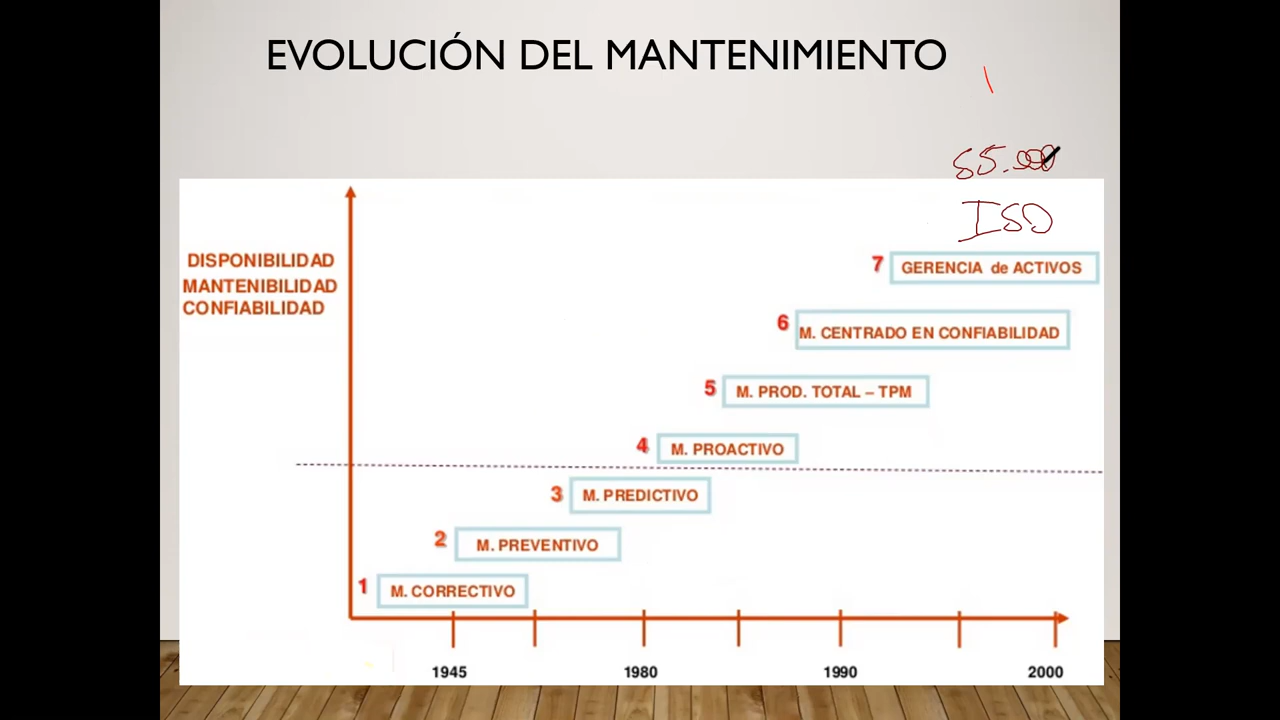 EVOLUCIÓN DEL MANTENIMIENTO
55.000
ISO
DISPONIBILIDAD
MANTENIBILIDAD
CONFIABILIDAD
7 GERENCIA de ACTIVOS
6 M. CENTRADO EN CONFIABILIDAD
5 M. PROD. TOTAL – TPM
4 M. PROACTIVO
3 M. PREDICTIVO
2 M. PREVENTIVO
1 M. CORRECTIVO
1945 1980 1990 2000